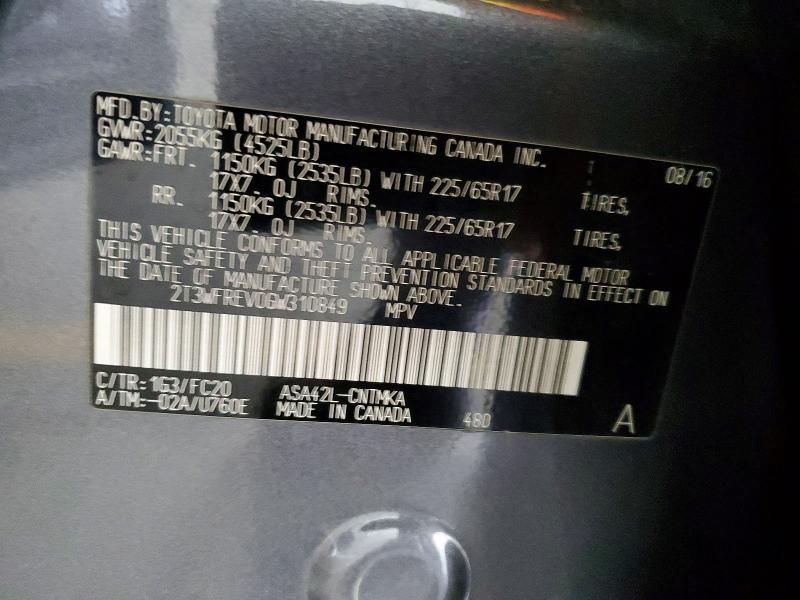 MFD.BY:TOYOTA MOTOR MANUFACTURING CANADA INC. 08/16
GVWR:2055KG (4525LB)
GAWR:FRT. 1150KG (2535LB) WITH 225/65R17 TIRES,
17X7.0J RIMS.
RR. 1150KG (2535LB) WITH 225/65R17 TIRES,
17X7.0J RIMS.
THIS VEHICLE CONFORMS TO ALL APPLICABLE FEDERAL MOTOR
VEHICLE SAFETY AND THEFT PREVENTION STANDARDS IN EFFECT ON
THE DATE OF MANUFACTURE SHOWN ABOVE.
2T3WFREV0GW310849 MPV
C/TR:1G3/FC20 ASA42L-CNTMKA
A/TM:-02A/U760E MADE IN CANADA 480 A